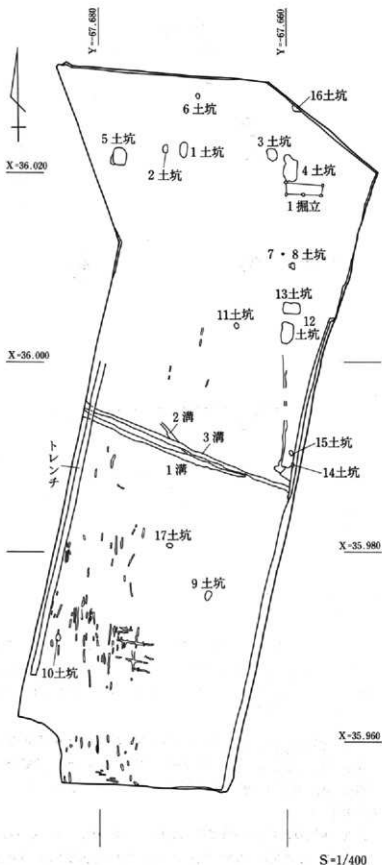 Y=-67.680
Y=-67.660
6 土坑
16土坑
5 土坑
1 土坑
2 土坑
3 土坑
4 土坑
X=36.020
1 掘立
7・8 土坑
13土坑
12
土坑
11土坑
X=36.000
2 溝
3 溝
1 溝
トレンチ
15土坑
14土坑
X=35.980
17土坑
9 土坑
10土坑
X=35.960
S=1/400